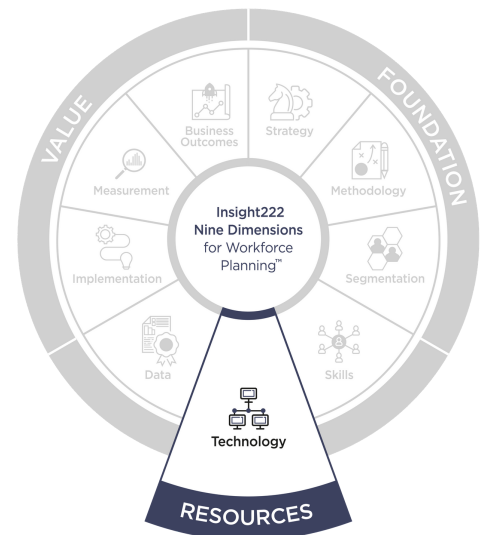 VALUE
FOUNDATION
Business
Outcomes
Strategy
Measurement
Methodology
Insight222
Nine Dimensions
for Workforce
Planning™
Implementation
Segmentation
Data
Skills
Technology
RESOURCES